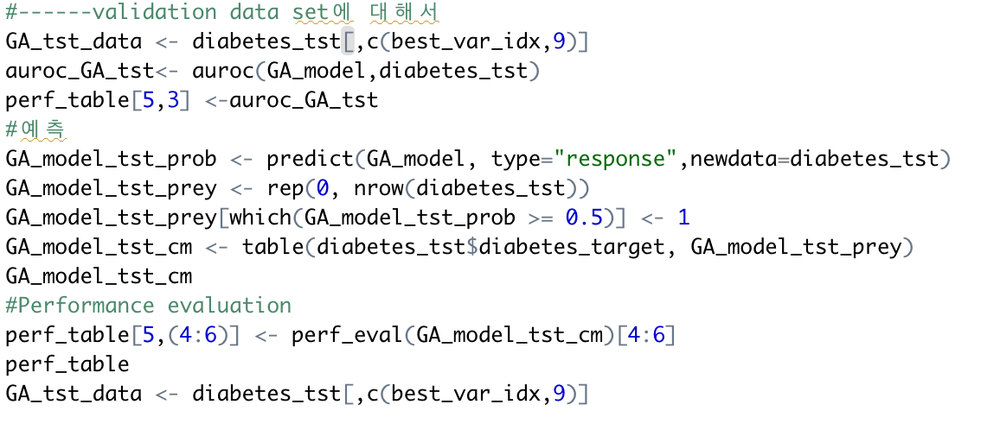 #------validation data set에 대해서
GA_tst_data <- diabetes_tst[,c(best_var_idx,9)]
auroc_GA_tst<- auroc(GA_model,diabetes_tst)
perf_table[5,3] <-auroc_GA_tst
#예측
GA_model_tst_prob <- predict(GA_model, type="response",newdata=diabetes_tst)
GA_model_tst_prey <- rep(0, nrow(diabetes_tst))
GA_model_tst_prey[which(GA_model_tst_prob >= 0.5)] <- 1
GA_model_tst_cm <- table(diabetes_tst$diabetes_target, GA_model_tst_prey)
GA_model_tst_cm
#Performance evaluation
perf_table[5,(4:6)] <- perf_eval(GA_model_tst_cm)[4:6]
perf_table
GA_tst_data <- diabetes_tst[,c(best_var_idx,9)]